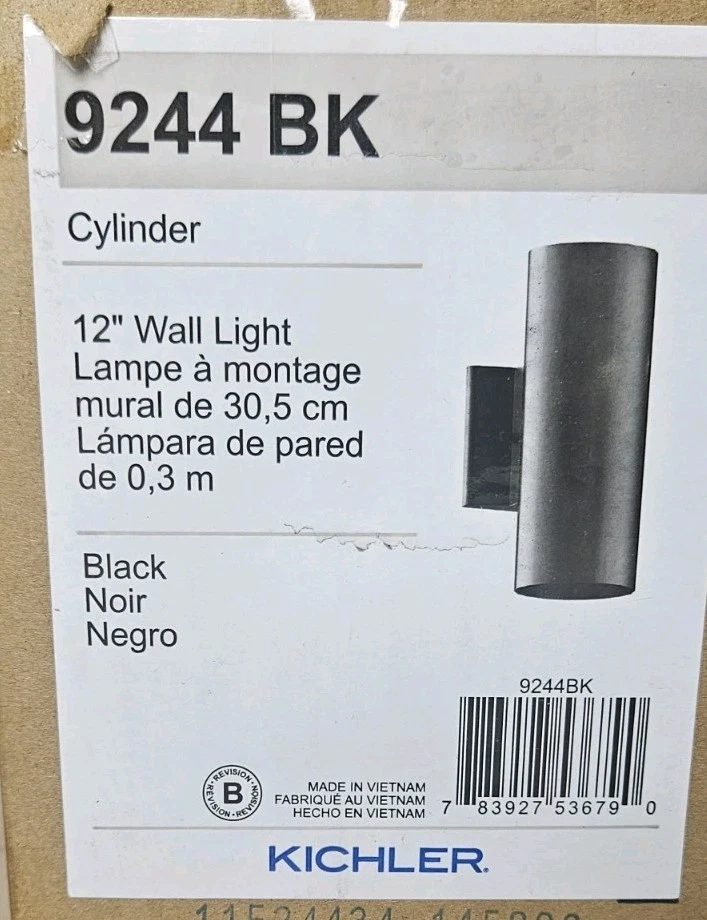 9244 BK
Cylinder
12" Wall Light
Lampe à montage
mural de 30,5 cm
Lámpara de pared
de 0,3 m
Black
Noir
Negro
9244BK
7 83927 53679 0
REVISION · REVISION · REVISION
B
MADE IN VIETNAM
FABRIQUÉ AU VIETNAM
HECHO EN VIETNAM
KICHLER®